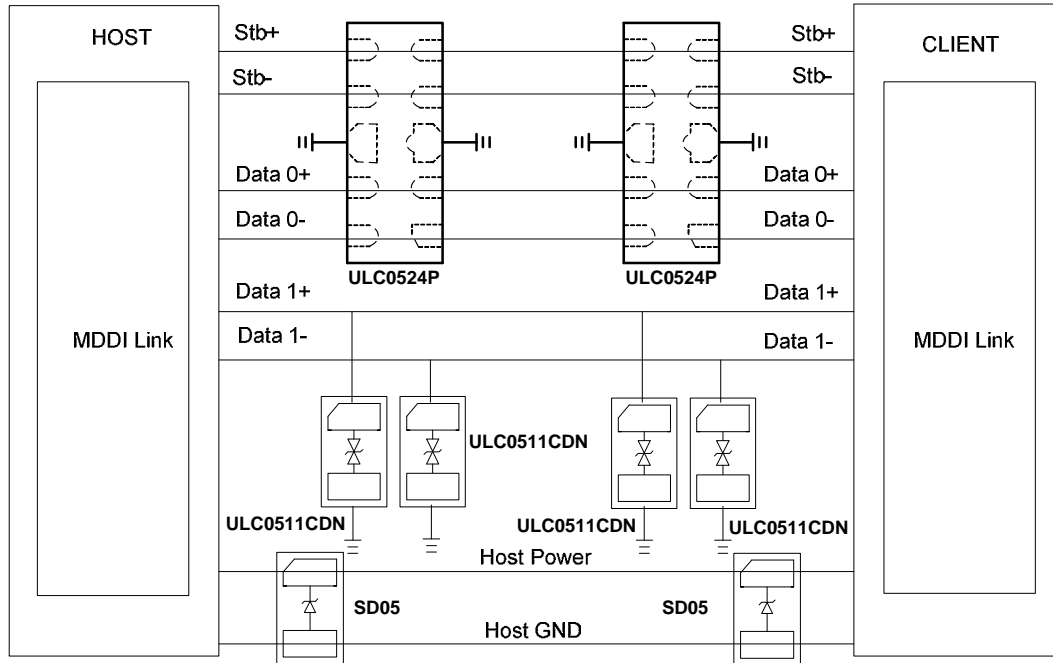 HOST
CLIENT
Stb+
Stb+
Stb-
Stb-
Data 0+
Data 0+
Data 0-
Data 0-
ULC0524P
ULC0524P
Data 1+
Data 1+
MDDI Link
Data 1-
Data 1-
MDDI Link
ULC0511CDN
ULC0511CDN
ULC0511CDN
ULC0511CDN
Host Power
SD05
SD05
Host GND